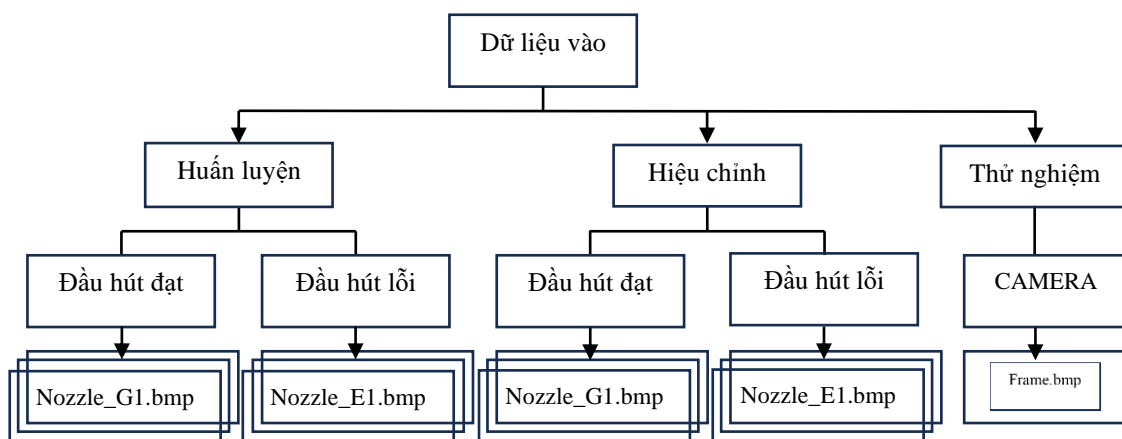 Dữ liệu vào
Huấn luyện
Hiệu chỉnh
Thử nghiệm
Đầu hút đạt
Đầu hút lỗi
Đầu hút đạt
Đầu hút lỗi
CAMERA
Nozzle_G1.bmp
Nozzle_E1.bmp
Nozzle_G1.bmp
Nozzle_E1.bmp
Frame.bmp